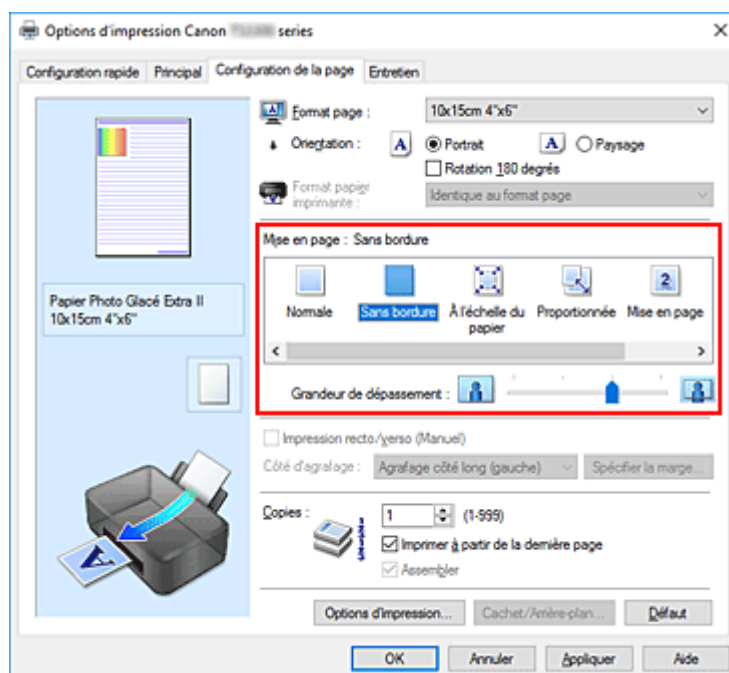 Options d'impression Canon series
Configuration rapide Principal Configuration de la page Entretien
Format page : 10x15cm 4"x6"
Orientation : A Portrait A Paysage
Rotation 180 degrés
Format papier imprimante : Identique au format page
Mise en page : Sans bordure
Normale Sans bordure À l'échelle du papier Proportionnée 2 Mise en page
Papier Photo Glacé Extra II
10x15cm 4"x6"
Grandeur de dépassement :
Impression recto/verso (Manuel)
Côté d'agrafage : Agrafage côté long (gauche) Spécifier la marge...
Copies : 1 (1-999)
Imprimer à partir de la dernière page
Assembler
A
Options d'impression... Cachet/Arrière-plan... Défaut
OK Annuler Appliquer Aide